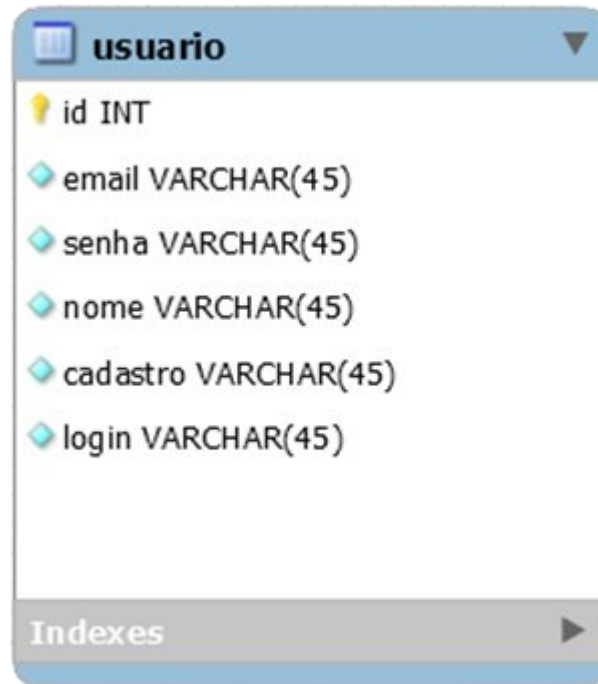 usuario
id INT
email VARCHAR(45)
senha VARCHAR(45)
nome VARCHAR(45)
cadastro VARCHAR(45)
login VARCHAR(45)
Indexes